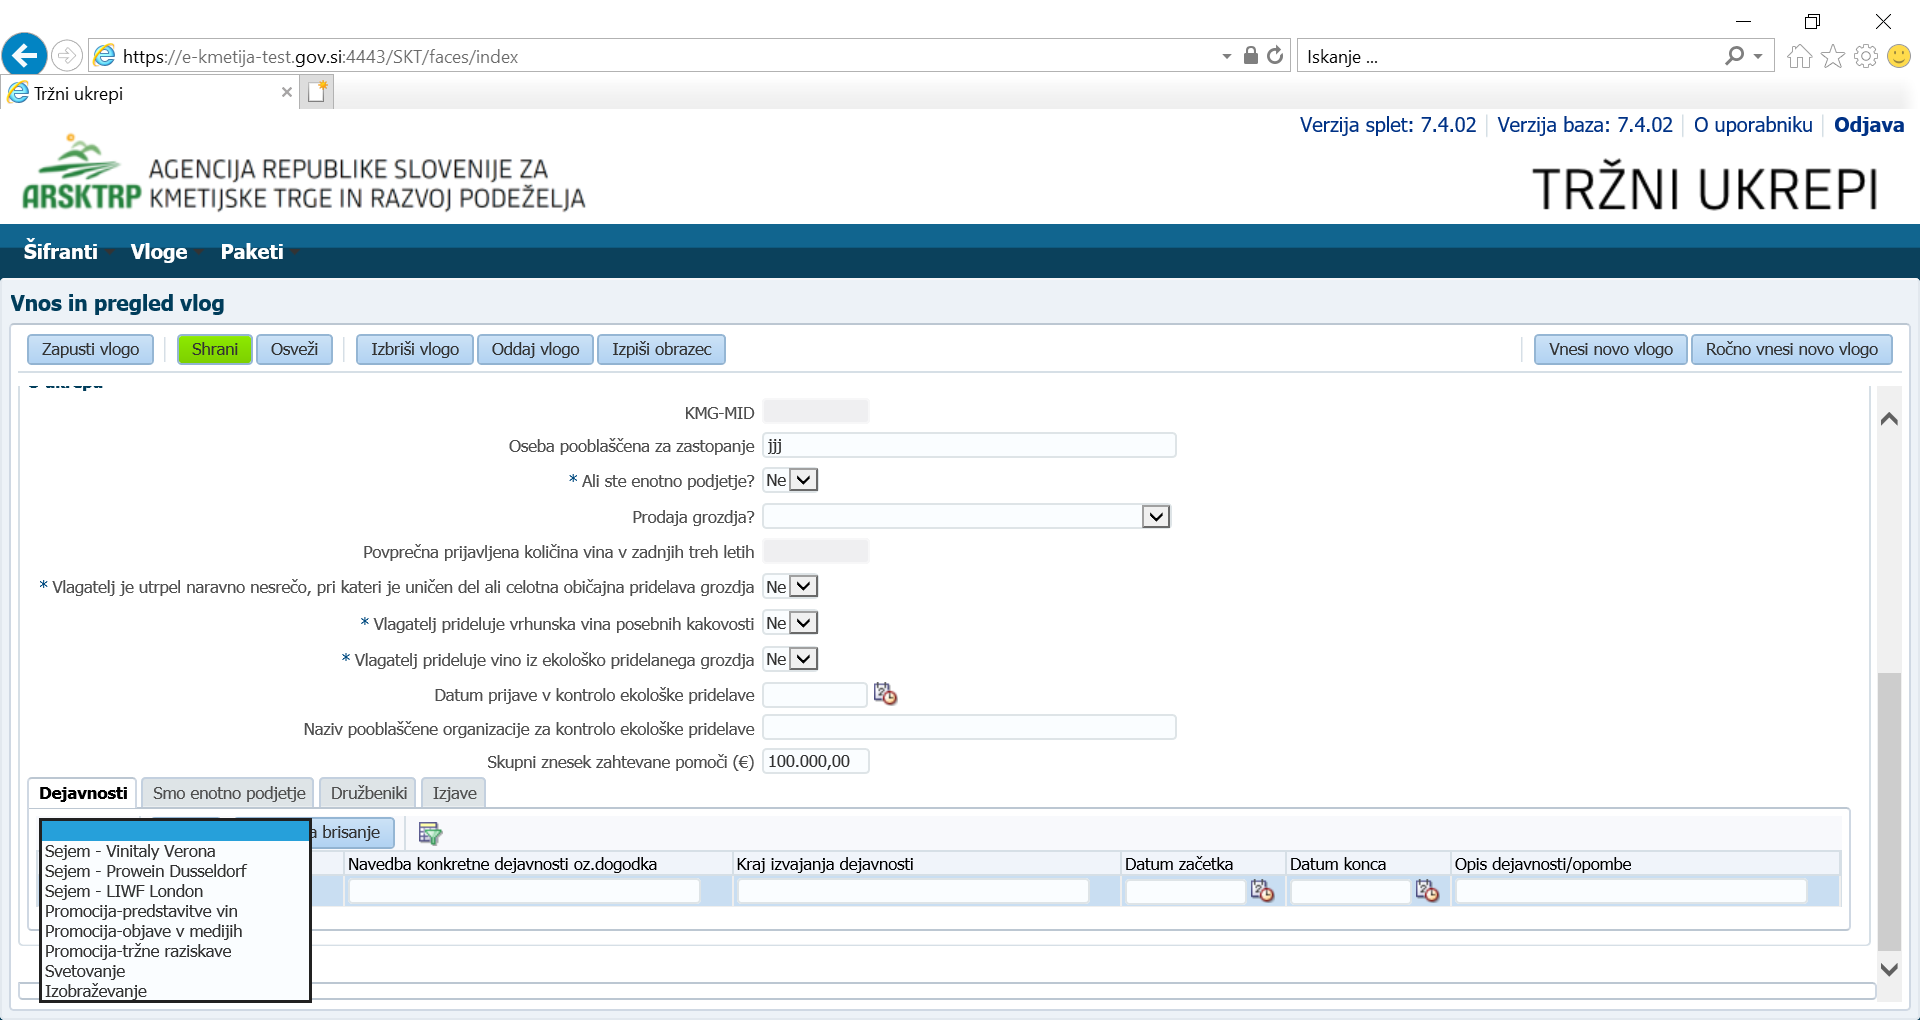 https://e-kmetija-test.gov.si:4443/SKT/faces/index
Iskanje ...
Tržni ukrepi
Verzija splet: 7.4.02
Verzija baza: 7.4.02
O uporabniku
Odjava
ARSKTRP
AGENCIJA REPUBLIKE SLOVENIJE ZA
KMETIJSKE TRGE IN RAZVOJ PODEŽELJA
TRŽNI UKREPI
Šifranti
Vloge
Paketi
Vnos in pregled vlog
Zapusti vlogo
Shrani
Osveži
Izbriši vlogo
Oddaj vlogo
Izpiši obrazec
Vnesi novo vlogo
Ročno vnesi novo vlogo
KMG-MID
Oseba pooblaščena za zastopanje jjj
* Ali ste enotno podjetje? Ne
Prodaja grozdja?
Povprečna prijavljena količina vina v zadnjih treh letih
* Vlagatelj je utrpel naravno nesrečo, pri kateri je uničen del ali celotna običajna pridelava grozdja Ne
* Vlagatelj prideluje vrhunska vina posebnih kakovosti Ne
* Vlagatelj prideluje vino iz ekološko pridelanega grozdja Ne
Datum prijave v kontrolo ekološke pridelave
Naziv pooblaščene organizacije za kontrolo ekološke pridelave
Skupni znesek zahtevane pomoči (€) 100.000,00
Dejavnosti
Smo enotno podjetje
Družbeniki
Izjave
a brisanje
Navedba konkretne dejavnosti oz.dogodka
Kraj izvajanja dejavnosti
Datum začetka
Datum konca
Opis dejavnosti/opombe
Sejem - Vinitaly Verona
Sejem - Prowein Dusseldorf
Sejem - LIWF London
Promocija-predstavitve vin
Promocija-objave v medijih
Promocija-tržne raziskave
Svetovanje
Izobraževanje